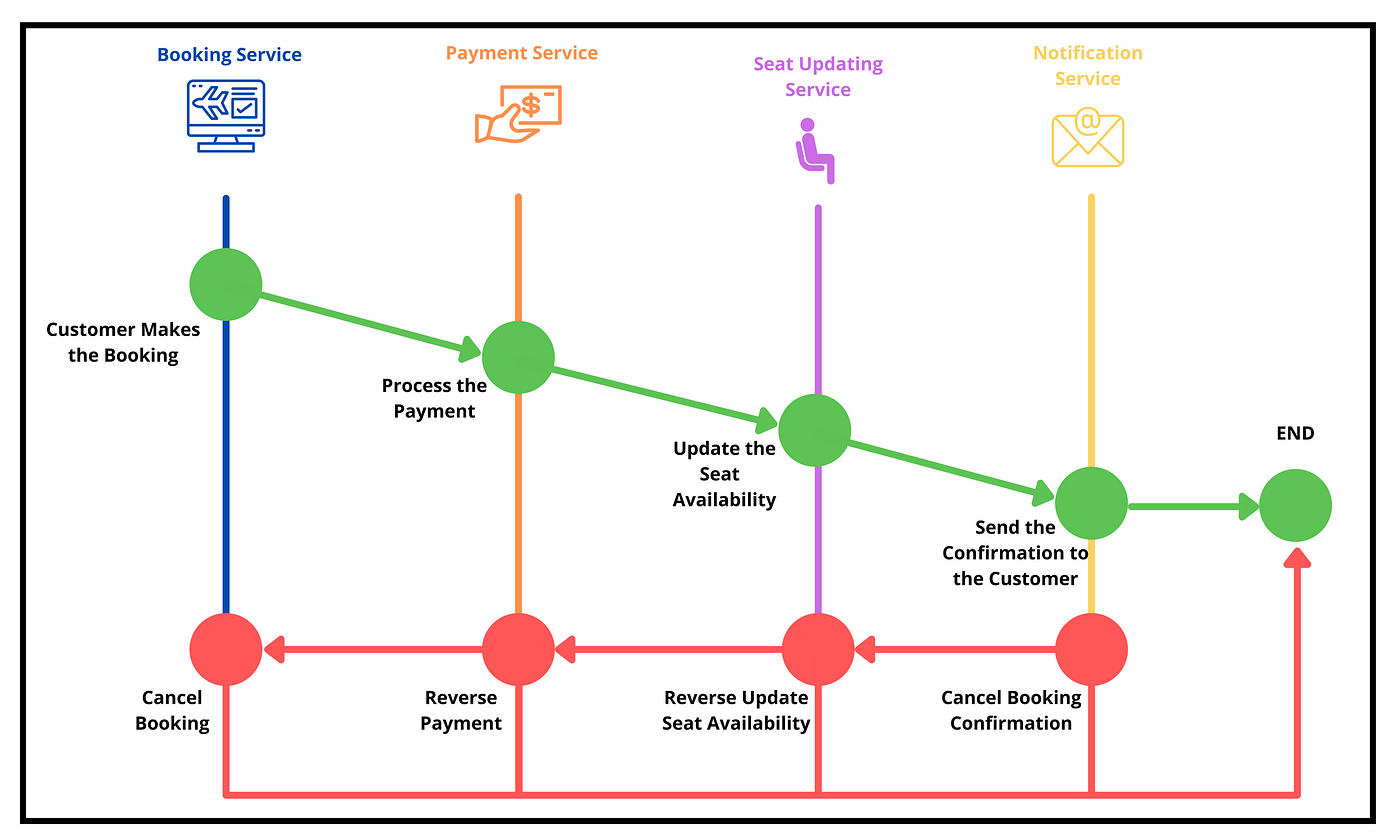 Booking Service
Payment Service
Seat Updating
Service
Notification
Service
$
@
Customer Makes
the Booking
Process the
Payment
Update the
Seat
Availability
Send the
Confirmation to
the Customer
END
Cancel
Booking
Reverse
Payment
Reverse Update
Seat Availability
Cancel Booking
Confirmation